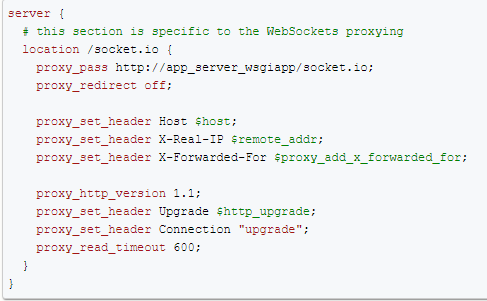 server {
  # this section is specific to the WebSockets proxying
  location /socket.io {
    proxy_pass http://app_server_wsgiapp/socket.io;
    proxy_redirect off;

    proxy_set_header Host $host;
    proxy_set_header X-Real-IP $remote_addr;
    proxy_set_header X-Forwarded-For $proxy_add_x_forwarded_for;

    proxy_http_version 1.1;
    proxy_set_header Upgrade $http_upgrade;
    proxy_set_header Connection "upgrade";
    proxy_read_timeout 600;
  }
}